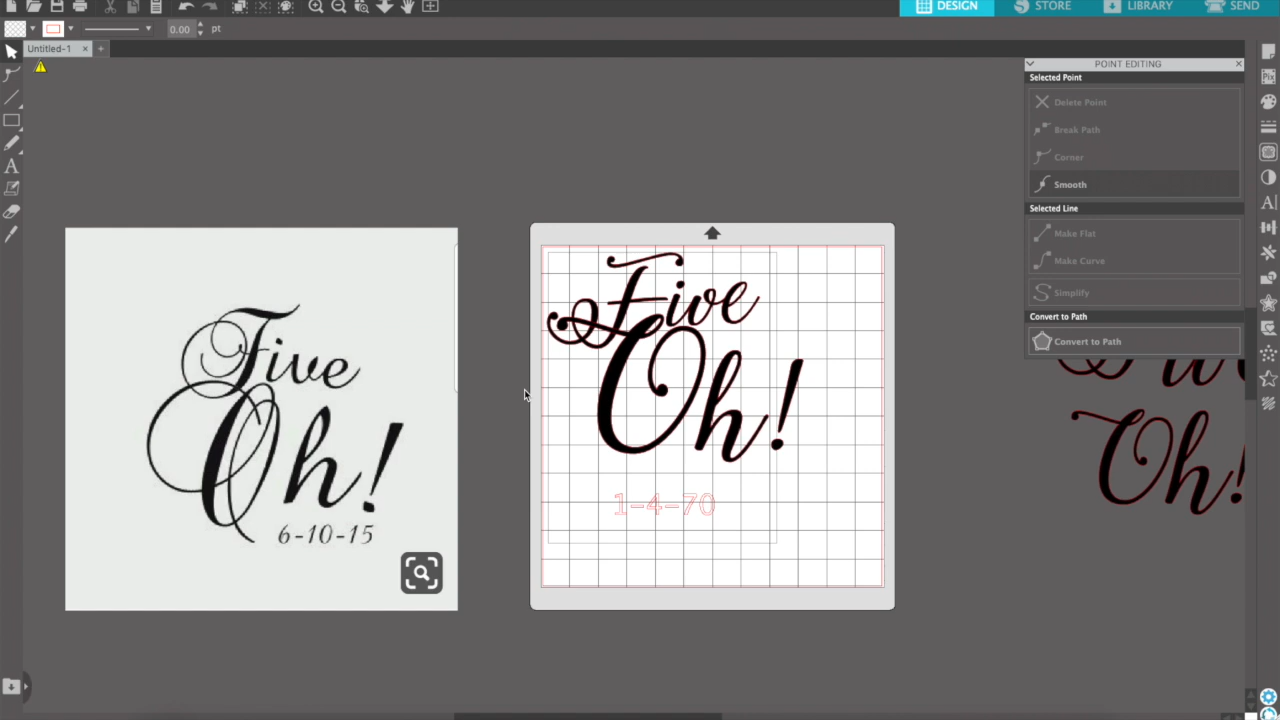 DESIGN
STORE
LIBRARY
SEND
0.00
pt
Untitled-1
POINT EDITING
Selected Point
Delete Point
Break Path
Corner
Smooth
Selected Line
Make Flat
Make Curve
Simplify
Convert to Path
Convert to Path
Five
Oh!
6-10-15
Five
Oh!
1-4-70
Oh!